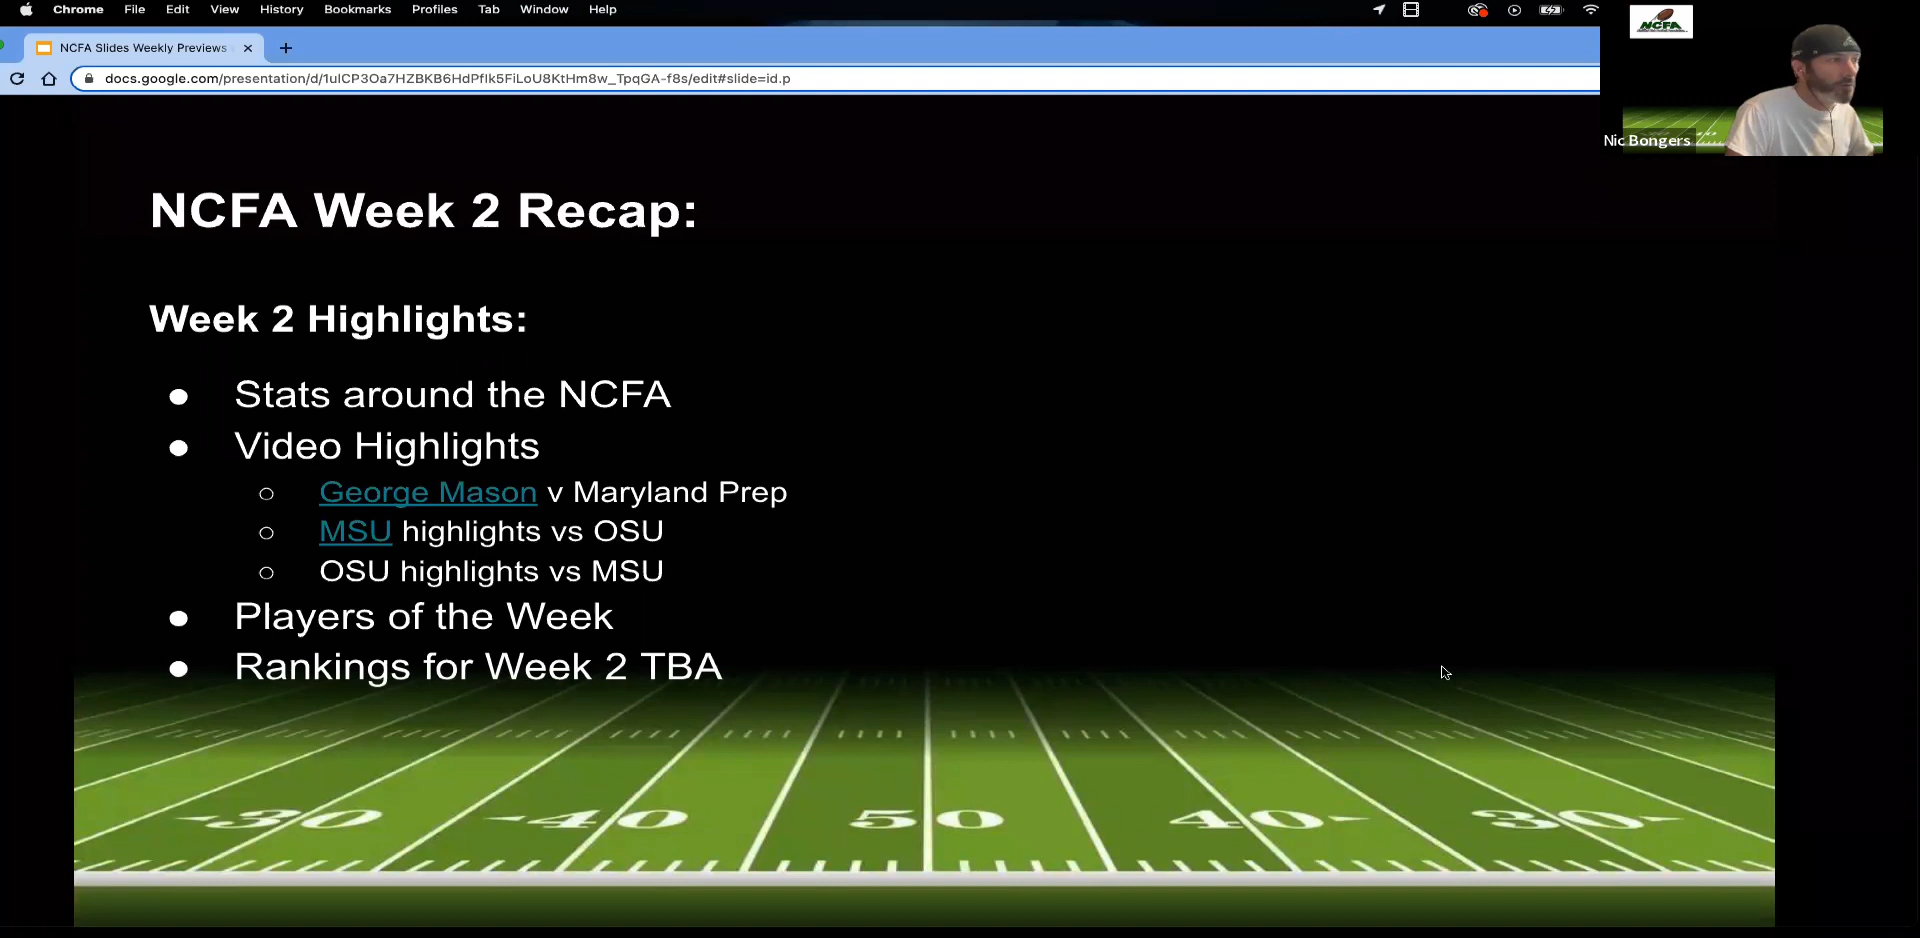 Chrome File Edit View History Bookmarks Profiles Tab Window Help
NCFA Slides Weekly Previews
docs.google.com/presentation/d/1ulCP3Oa7HZBKB6HdPflk5FiLoU8KtHm8w_TpqGA-f8s/edit#slide=id.p
NCFA
Nic Bongers
NCFA Week 2 Recap:
Week 2 Highlights:
● Stats around the NCFA
● Video Highlights
○ George Mason v Maryland Prep
○ MSU highlights vs OSU
○ OSU highlights vs MSU
● Players of the Week
● Rankings for Week 2 TBA
30 40 50 40 30